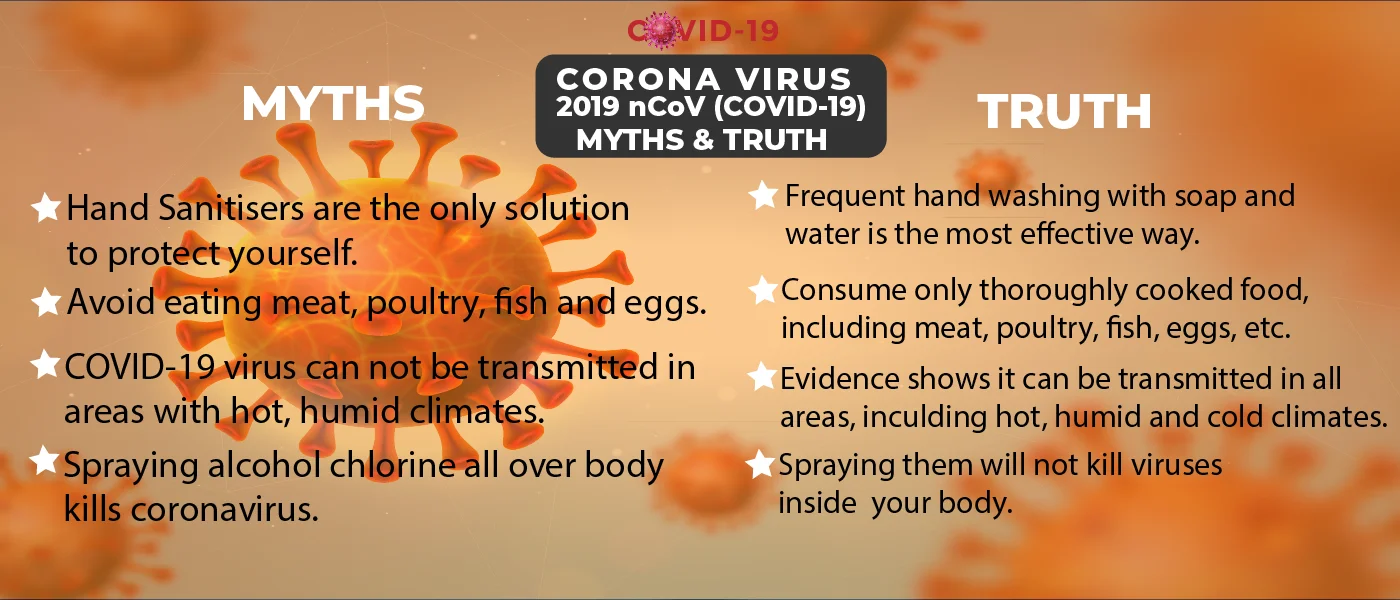 COVID-19
CORONA VIRUS
2019 nCoV (COVID-19)
MYTHS & TRUTH
MYTHS
Hand Sanitisers are the only solution
to protect yourself.
Avoid eating meat, poultry, fish and eggs.
COVID-19 virus can not be transmitted in
areas with hot, humid climates.
Spraying alcohol chlorine all over body
kills coronavirus.
TRUTH
Frequent hand washing with soap and
water is the most effective way.
Consume only thoroughly cooked food,
including meat, poultry, fish, eggs, etc.
Evidence shows it can be transmitted in all
areas, inculding hot, humid and cold climates.
Spraying them will not kill viruses
inside your body.